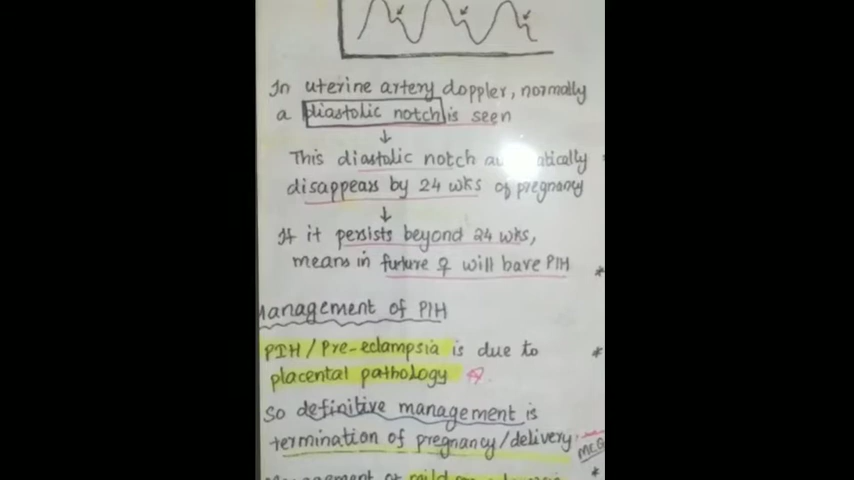 In uterine artery doppler, normally
a diastolic notch is seen
↓
This diastolic notch
disappears by 24 wks of pregnancy
↓
If it persists beyond 24 wks,
means in future ♀ will have PIH
Management of PIH
PIH / Pre-eclampsia is due to
placental pathology
So definitive management is
termination of pregnancy/delivery
MCQ